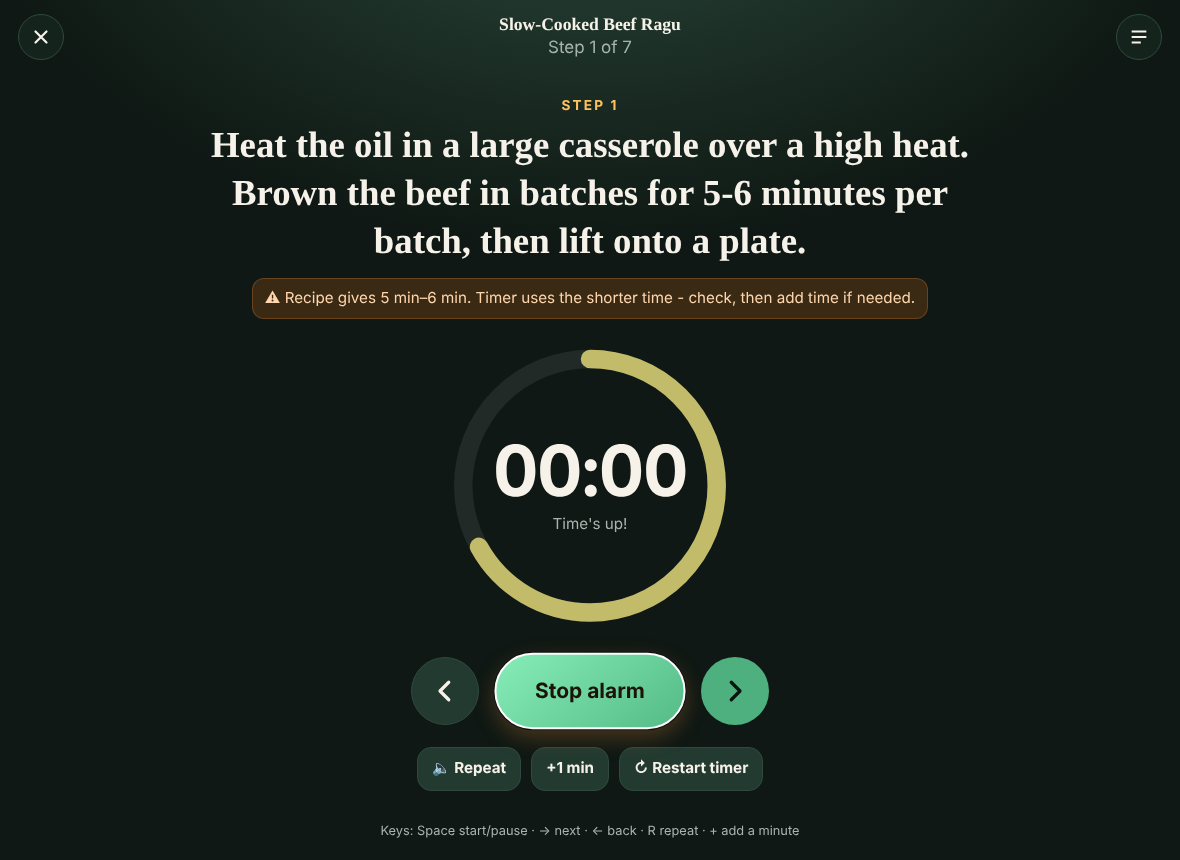 Slow-Cooked Beef Ragu
Step 1 of 7
STEP 1
Heat the oil in a large casserole over a high heat.
Brown the beef in batches for 5-6 minutes per
batch, then lift onto a plate.
⚠ Recipe gives 5 min–6 min. Timer uses the shorter time - check, then add time if needed.
00:00
Time's up!
Stop alarm
🔈 Repeat
+1 min
↻ Restart timer
Keys: Space start/pause · → next · ← back · R repeat · + add a minute